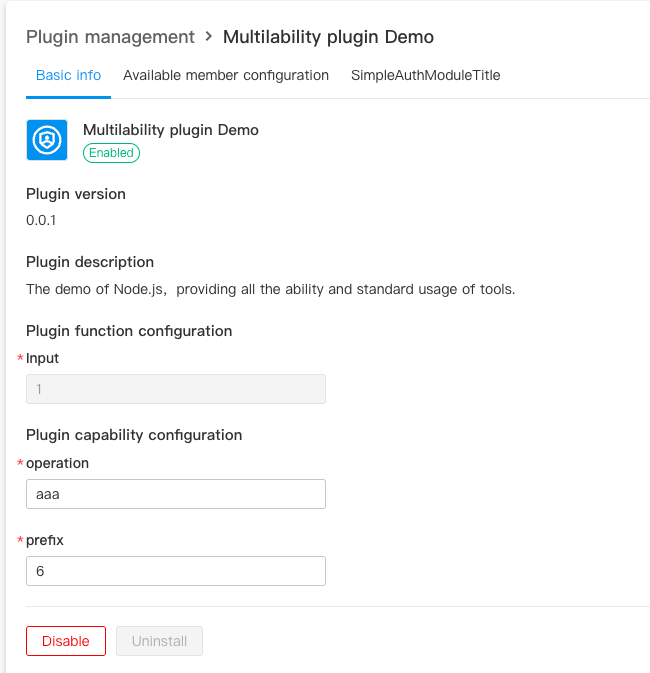 Plugin management > Multilability plugin Demo
Basic info Available member configuration SimpleAuthModuleTitle
Multilability plugin Demo
Enabled
Plugin version
0.0.1
Plugin description
The demo of Node.js，providing all the ability and standard usage of tools.
Plugin function configuration
* Input
1
Plugin capability configuration
* operation
aaa
* prefix
6
Disable Uninstall